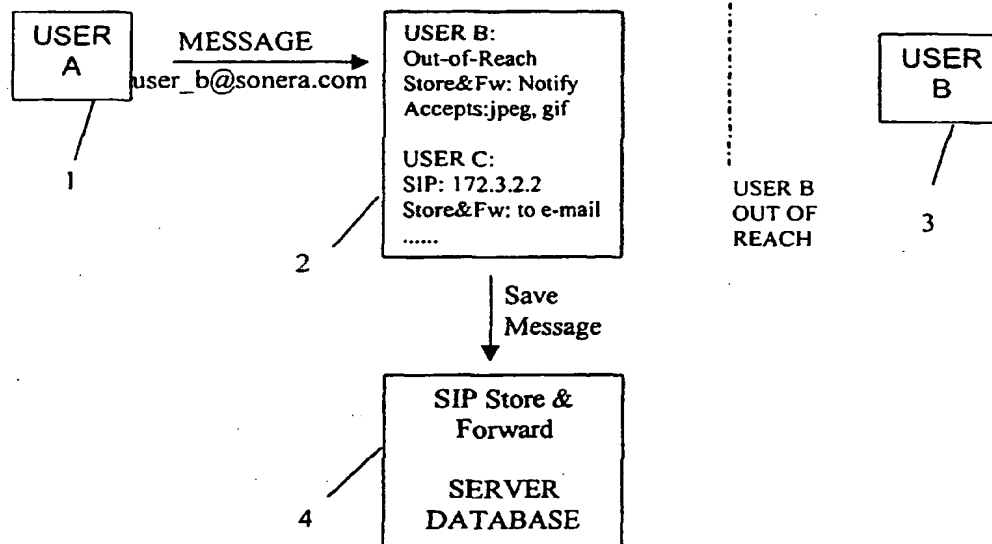 USER
A
1
MESSAGE
user_b@sonera.com
USER B:
Out-of-Reach
Store&Fw: Notify
Accepts:jpeg, gif
USER C:
SIP: 172.3.2.2
Store&Fw: to e-mail
......
2
USER B
OUT OF
REACH
USER
B
3
Save
Message
SIP Store &
Forward
SERVER
DATABASE
4